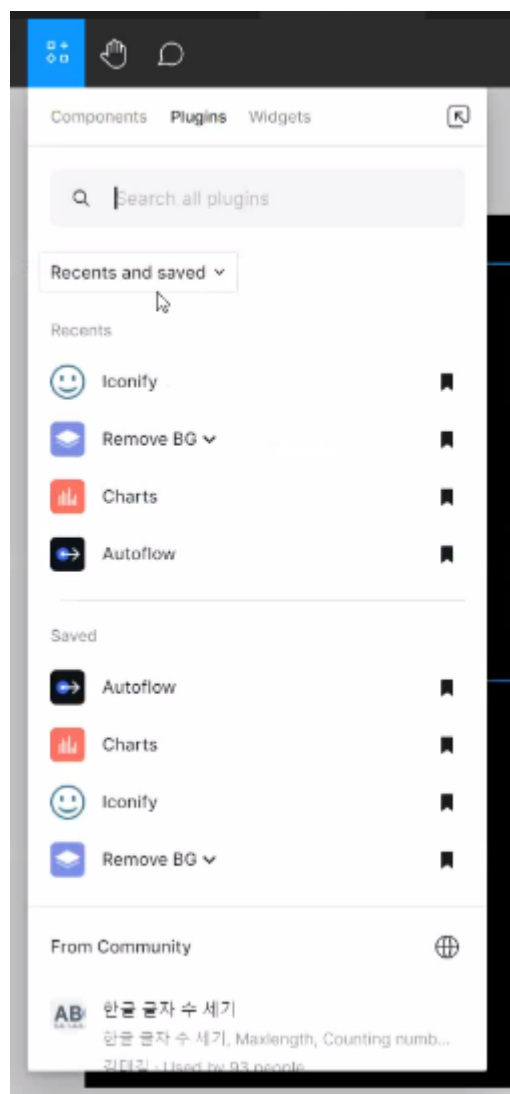 Components Plugins Widgets
Search all plugins
Recents and saved
Recents
Iconify
Remove BG
Charts
Autoflow
Saved
Autoflow
Charts
Iconify
Remove BG
From Community
AB
한글 글자 수 세기
한글 글자 수 세기, Maxlength, Counting numb...
Used by 93 people